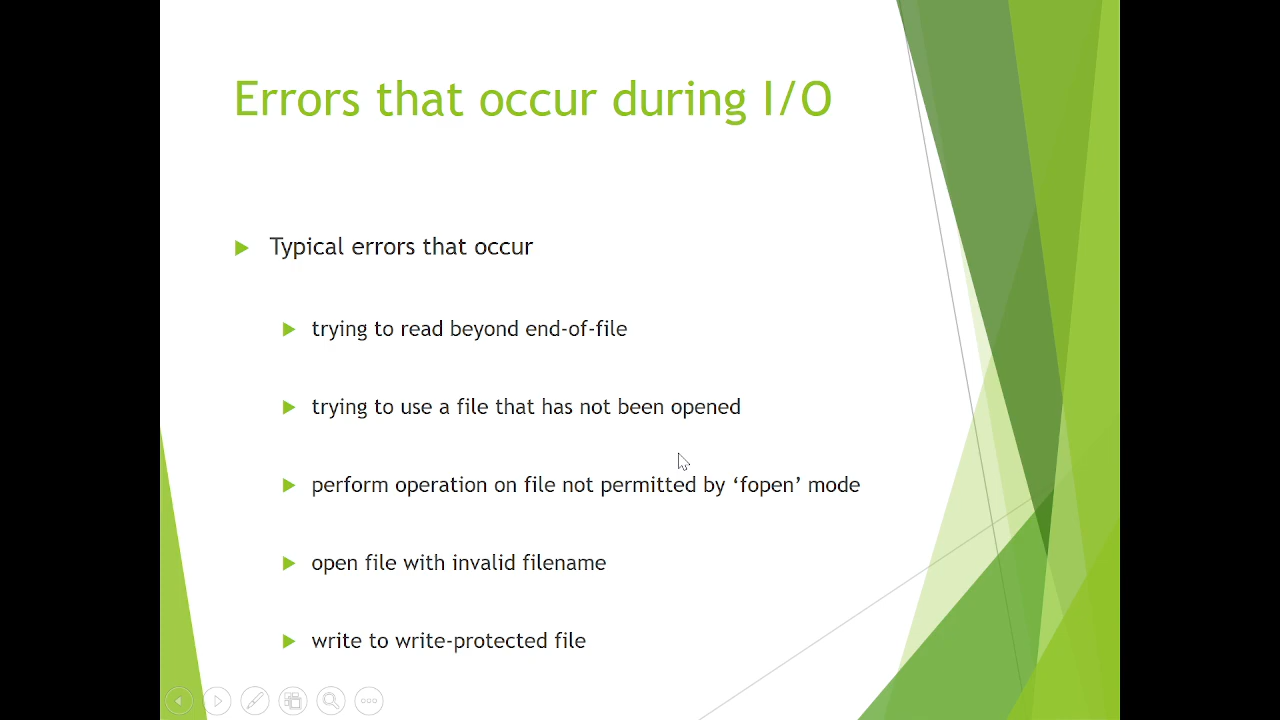 Errors that occur during I/O
Typical errors that occur
trying to read beyond end-of-file
trying to use a file that has not been opened
perform operation on file not permitted by ‘fopen’ mode
open file with invalid filename
write to write-protected file